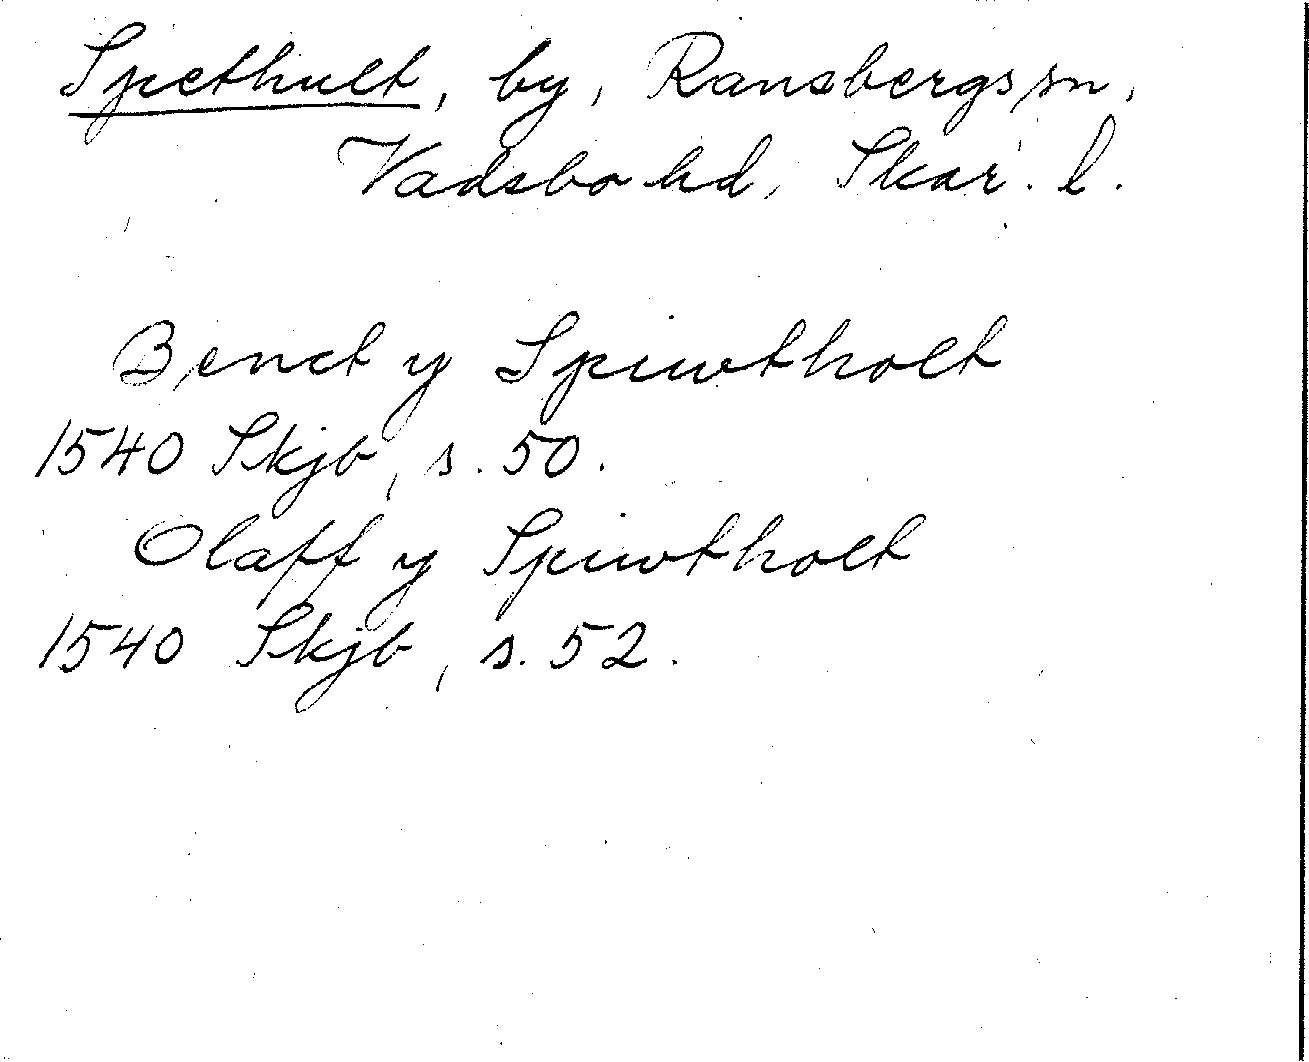 Spethult, by, Ransbergs sn,
Vadsbo hd, Skar. l.
Benct y Spiwtholt
1540 Skjb, s. 50.
Olaff y Spiwtholt
1540 Skjb, s. 52.